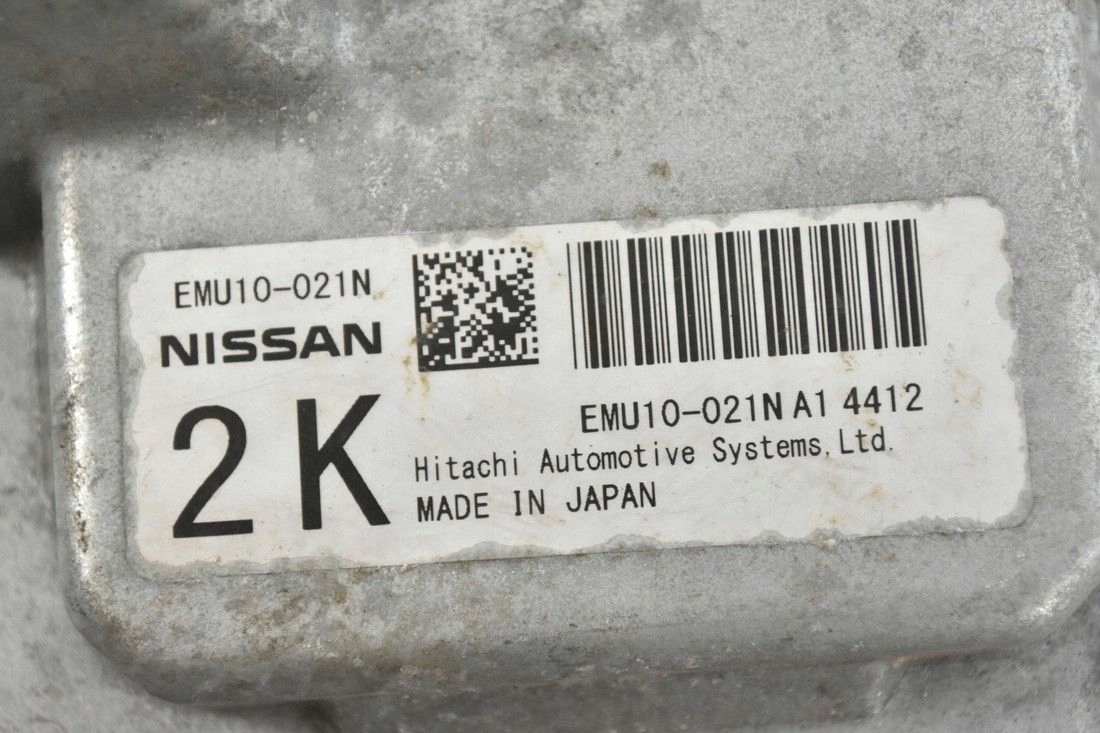 EMU10-021N
NISSAN
2K
EMU10-021N A1 4412
Hitachi Automotive Systems, Ltd.
MADE IN JAPAN